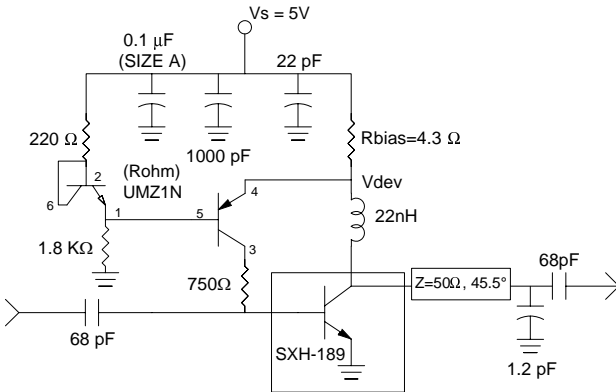 Vs = 5V
0.1 µF
(SIZE A)
22 pF
1000 pF
220 Ω
Rbias=4.3 Ω
(Rohm)
UMZ1N
2
6
1
5
4
3
Vdev
22nH
1.8 KΩ
750Ω
Z=50Ω, 45.5°
68pF
68 pF
SXH-189
1.2 pF